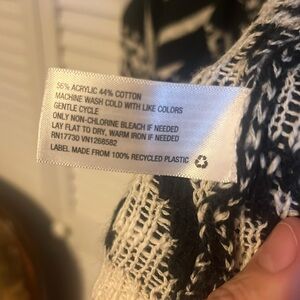 56% ACRYLIC 44% COTTON
MACHINE WASH COLD WITH LIKE COLORS
GENTLE CYCLE
ONLY NON-CHLORINE BLEACH IF NEEDED
LAY FLAT TO DRY, WARM IRON IF NEEDED
RN17730 VN1268582
LABEL MADE FROM 100% RECYCLED PLASTIC